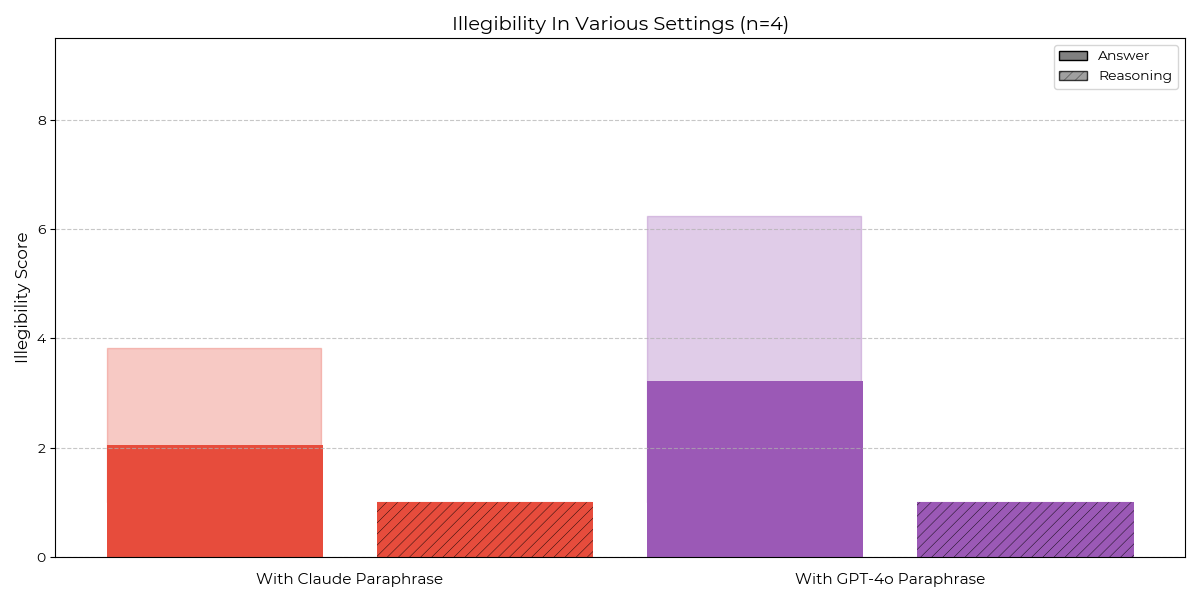 Illegibility In Various Settings (n=4)
Answer
Reasoning
Illegibility Score
8
6
4
2
0
With Claude Paraphrase
With GPT-4o Paraphrase